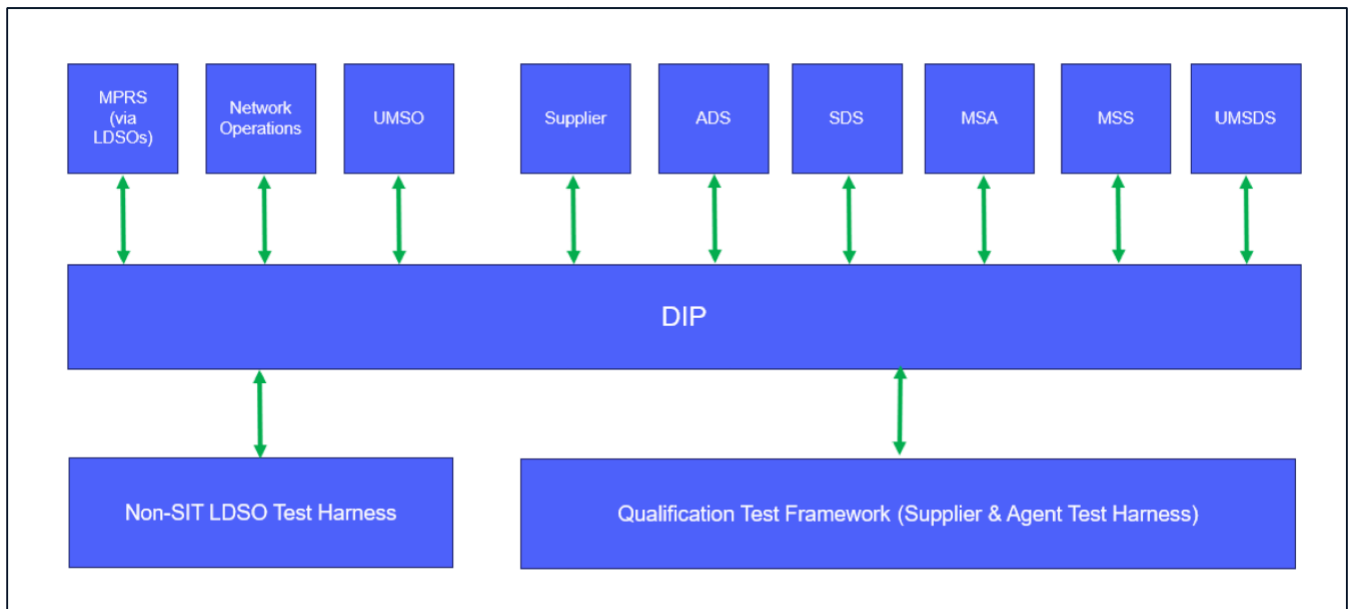 MPRS
(via
LDSOs)
Network
Operations
UMSO
Supplier
ADS
SDS
MSA
MSS
UMSDS
DIP
Non-SIT LDSO Test Harness
Qualification Test Framework (Supplier & Agent Test Harness)